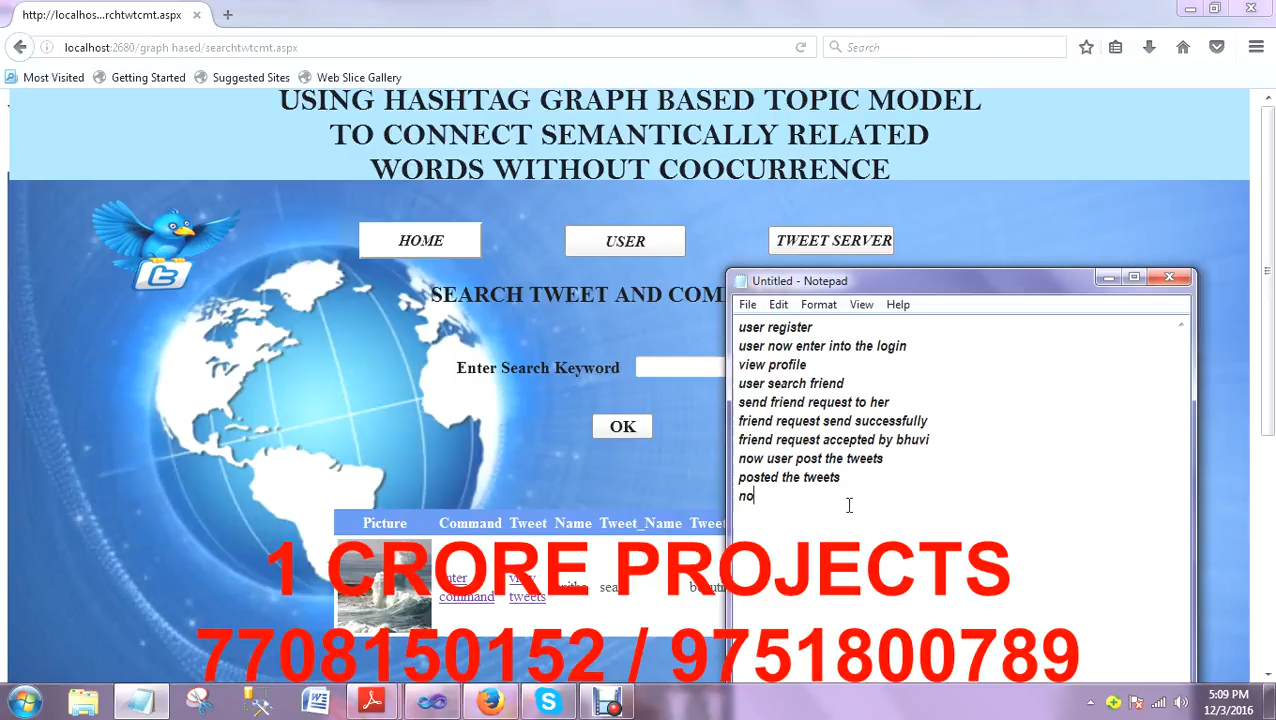 http://localhos...rchtwtcmt.aspx
localhost:2680/graph based/searchtwtcmt.aspx
Search
Most Visited
Getting Started
Suggested Sites
Web Slice Gallery
USING HASHTAG GRAPH BASED TOPIC MODEL
TO CONNECT SEMANTICALLY RELATED
WORDS WITHOUT COOCURRENCE
HOME
USER
TWEET SERVER
SEARCH TWEET AND COM
Enter Search Keyword
OK
Picture Command Tweet Name Tweet_Name Tweet
enter command
view tweets
sea
Untitled - Notepad
File Edit Format View Help
user register
user now enter into the login
view profile
user search friend
send friend request to her
friend request send successfully
friend request accepted by bhuvi
now user post the tweets
posted the tweets
no
1 CRORE PROJECTS
7708150152 / 9751800789
5:09 PM
12/3/2016